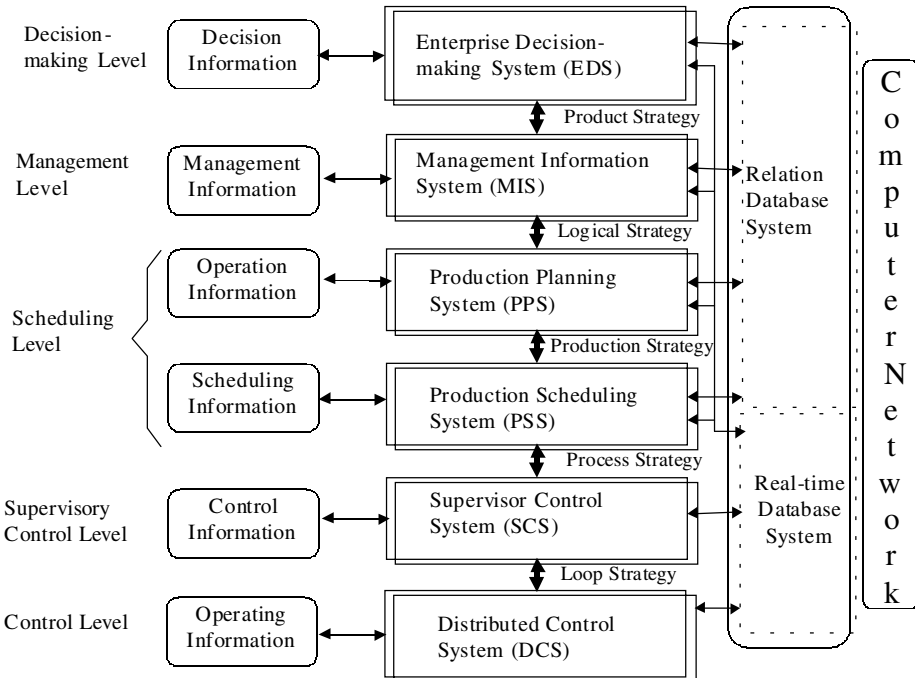 Decision-
making Level
Decision
Information
Enterprise Decision-
making System (EDS)
Product Strategy
Management
Level
Management
Information
Management Information
System (MIS)
Logical Strategy
Scheduling
Level
Operation
Information
Production Planning
System (PPS)
Production Strategy
Scheduling
Information
Production Scheduling
System (PSS)
Process Strategy
Supervisory
Control Level
Control
Information
Supervisor Control
System (SCS)
Loop Strategy
Control Level
Operating
Information
Distributed Control
System (DCS)
Relation
Database
System
Real-time
Database
System
Computer Network